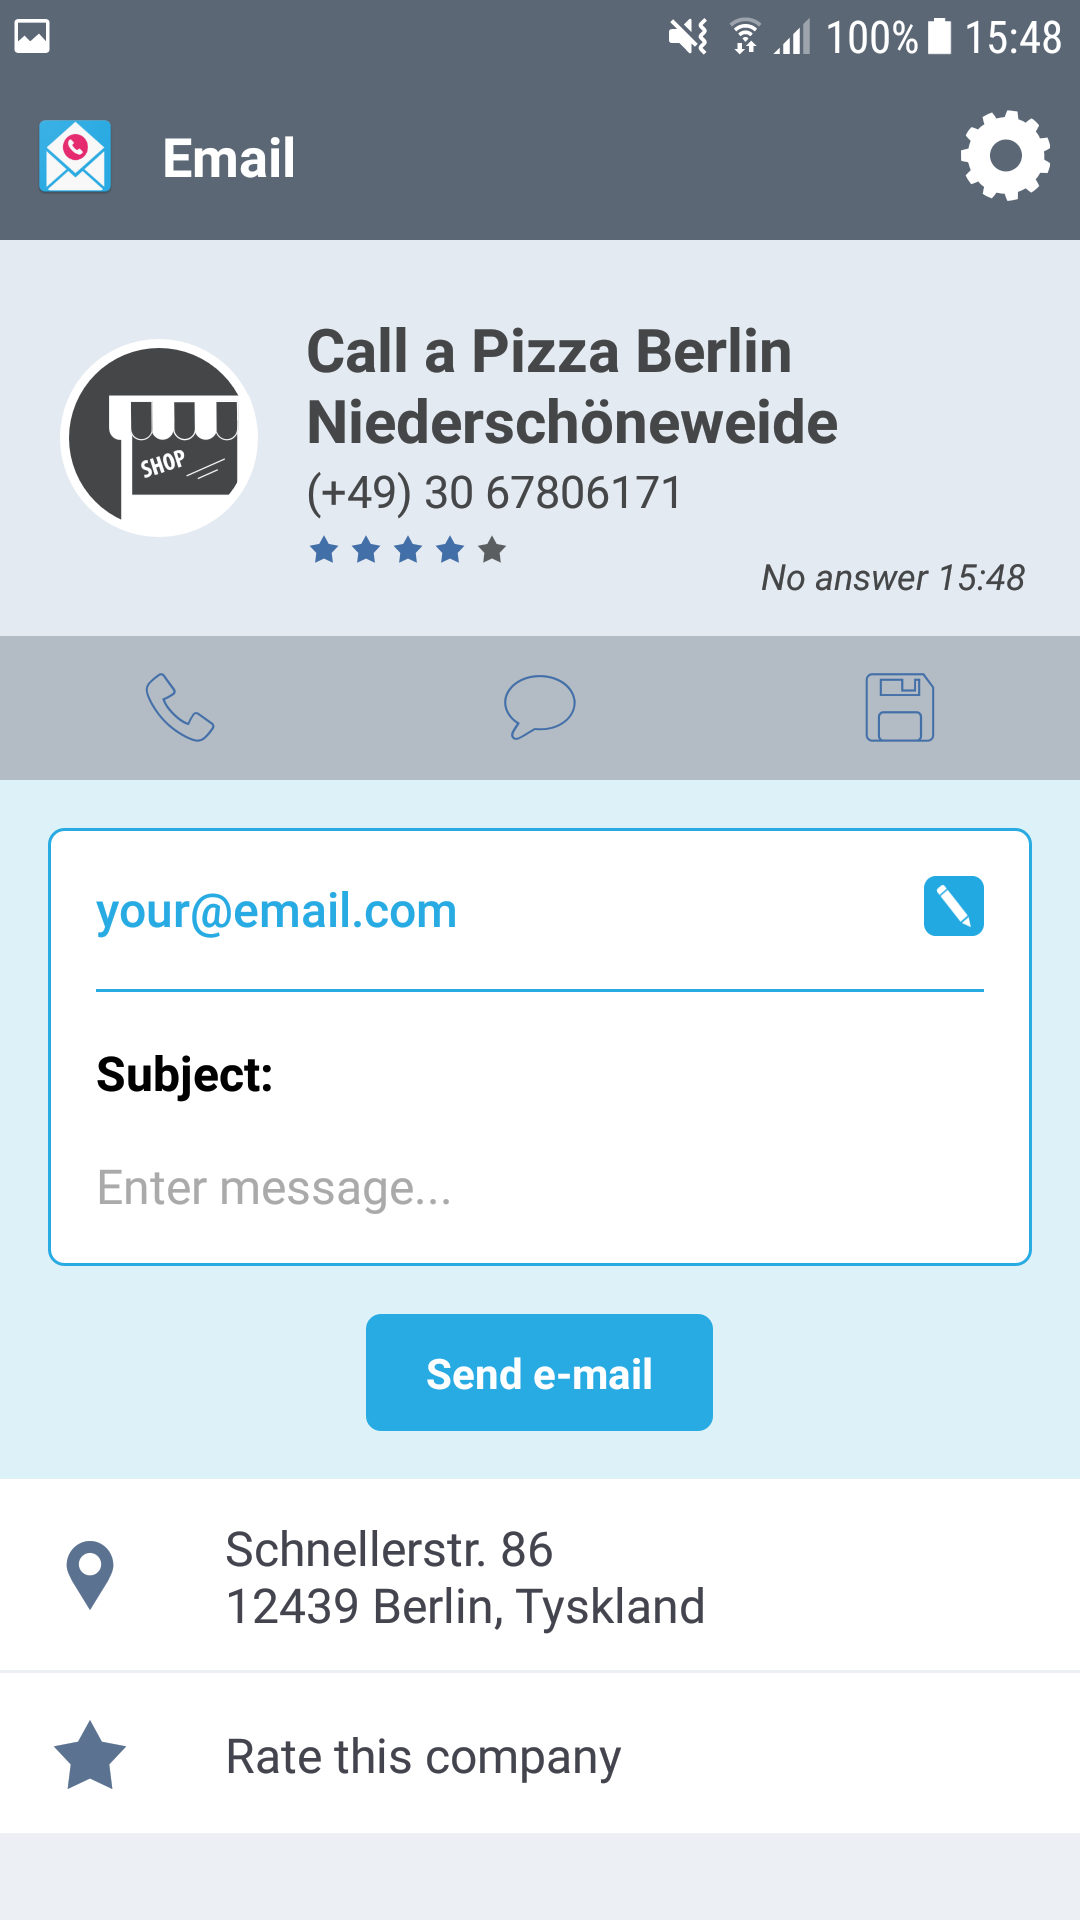 100% 15:48
Email
Call a Pizza Berlin
Niederschöneweide
(+49) 30 67806171
SHOP
No answer 15:48
your@email.com
Subject:
Enter message...
Send e-mail
Schnellerstr. 86
12439 Berlin, Tyskland
Rate this company